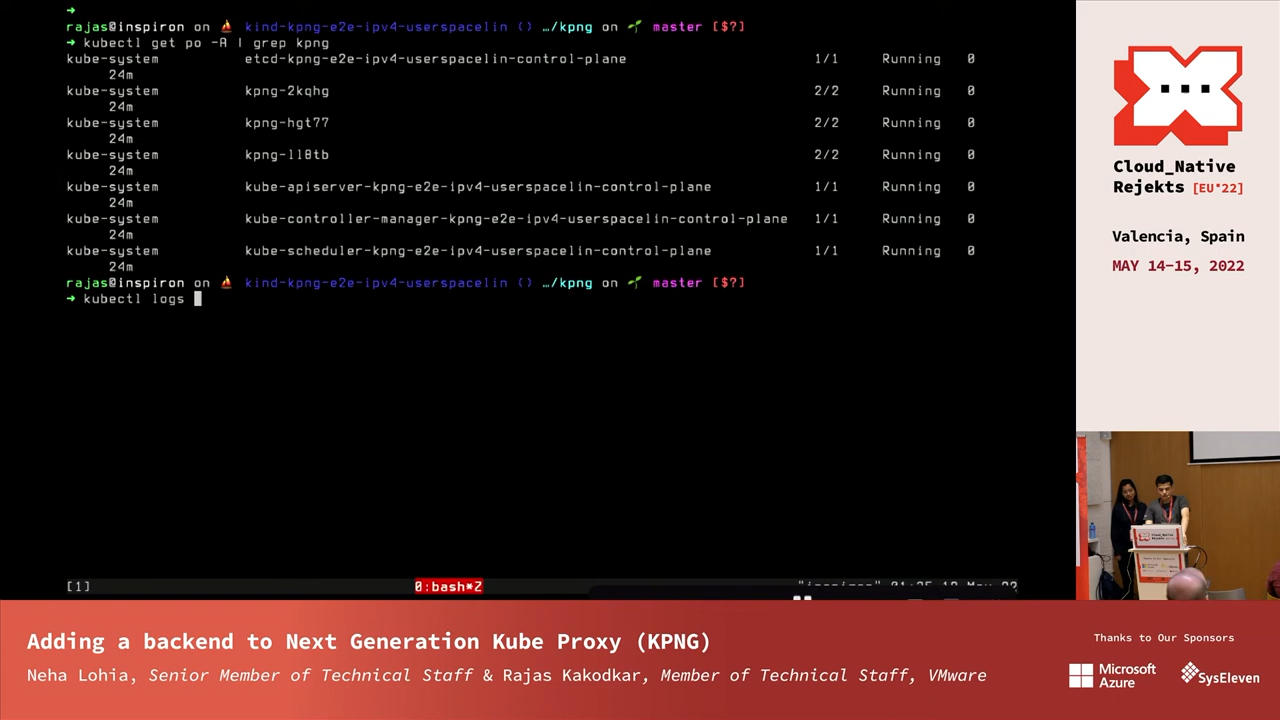 ➜
rajas@inspiron on kind-kpng-e2e-ipv4-userspacelin () …/kpng on master [$?]
➜ kubectl get po -A | grep kpng
kube-system etcd-kpng-e2e-ipv4-userspacelin-control-plane 1/1 Running 0
24m
kube-system kpng-2kqhg 2/2 Running 0
24m
kube-system kpng-hgt77 2/2 Running 0
24m
kube-system kpng-ll8tb 2/2 Running 0
24m
kube-system kube-apiserver-kpng-e2e-ipv4-userspacelin-control-plane 1/1 Running 0
24m
kube-system kube-controller-manager-kpng-e2e-ipv4-userspacelin-control-plane 1/1 Running 0
24m
kube-system kube-scheduler-kpng-e2e-ipv4-userspacelin-control-plane 1/1 Running 0
24m
rajas@inspiron on kind-kpng-e2e-ipv4-userspacelin () …/kpng on master [$?]
➜ kubectl logs
[1] 0:bash*Z "inspiron"
Cloud_Native
Rejekts [EU*22]
Valencia, Spain
MAY 14-15, 2022
Cloud_Native
Rejekts
Adding a backend to Next Generation Kube Proxy (KPNG)
Neha Lohia, Senior Member of Technical Staff & Rajas Kakodkar, Member of Technical Staff, VMware
Thanks to Our Sponsors
Microsoft
Azure
SysEleven